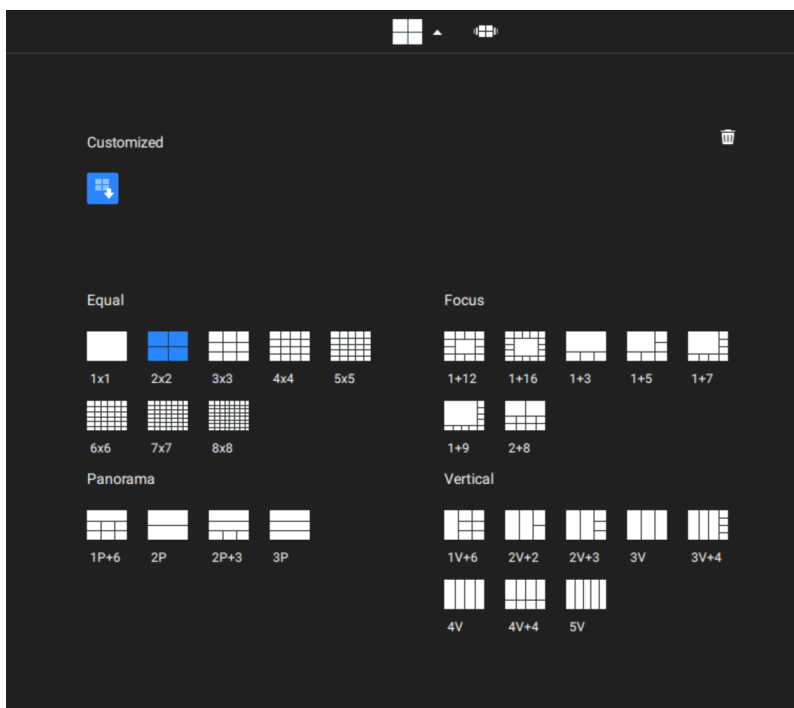 Customized
Equal
1x1 2x2 3x3 4x4 5x5
6x6 7x7 8x8
Focus
1+12 1+16 1+3 1+5 1+7
1+9 2+8
Panorama
1P+6 2P 2P+3 3P
Vertical
1V+6 2V+2 2V+3 3V 3V+4
4V 4V+4 5V